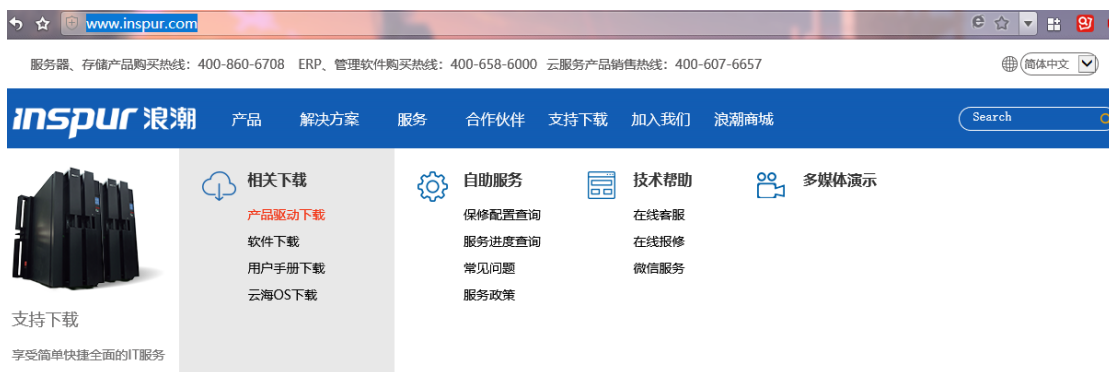 www.inspur.com
服务器、存储产品购买热线：400-860-6708 ERP、管理软件购买热线：400-658-6000 云服务产品销售热线：400-607-6657
简体中文
inspur 浪潮 产品 解决方案 服务 合作伙伴 支持下载 加入我们 浪潮商城 Search
相关下载 自助服务 技术帮助 多媒体演示
产品驱动下载 保修配置查询 在线客服
软件下载 服务进度查询 在线报修
用户手册下载 常见问题 微信服务
云海OS下载 服务政策
支持下载
享受简单快捷全面的IT服务